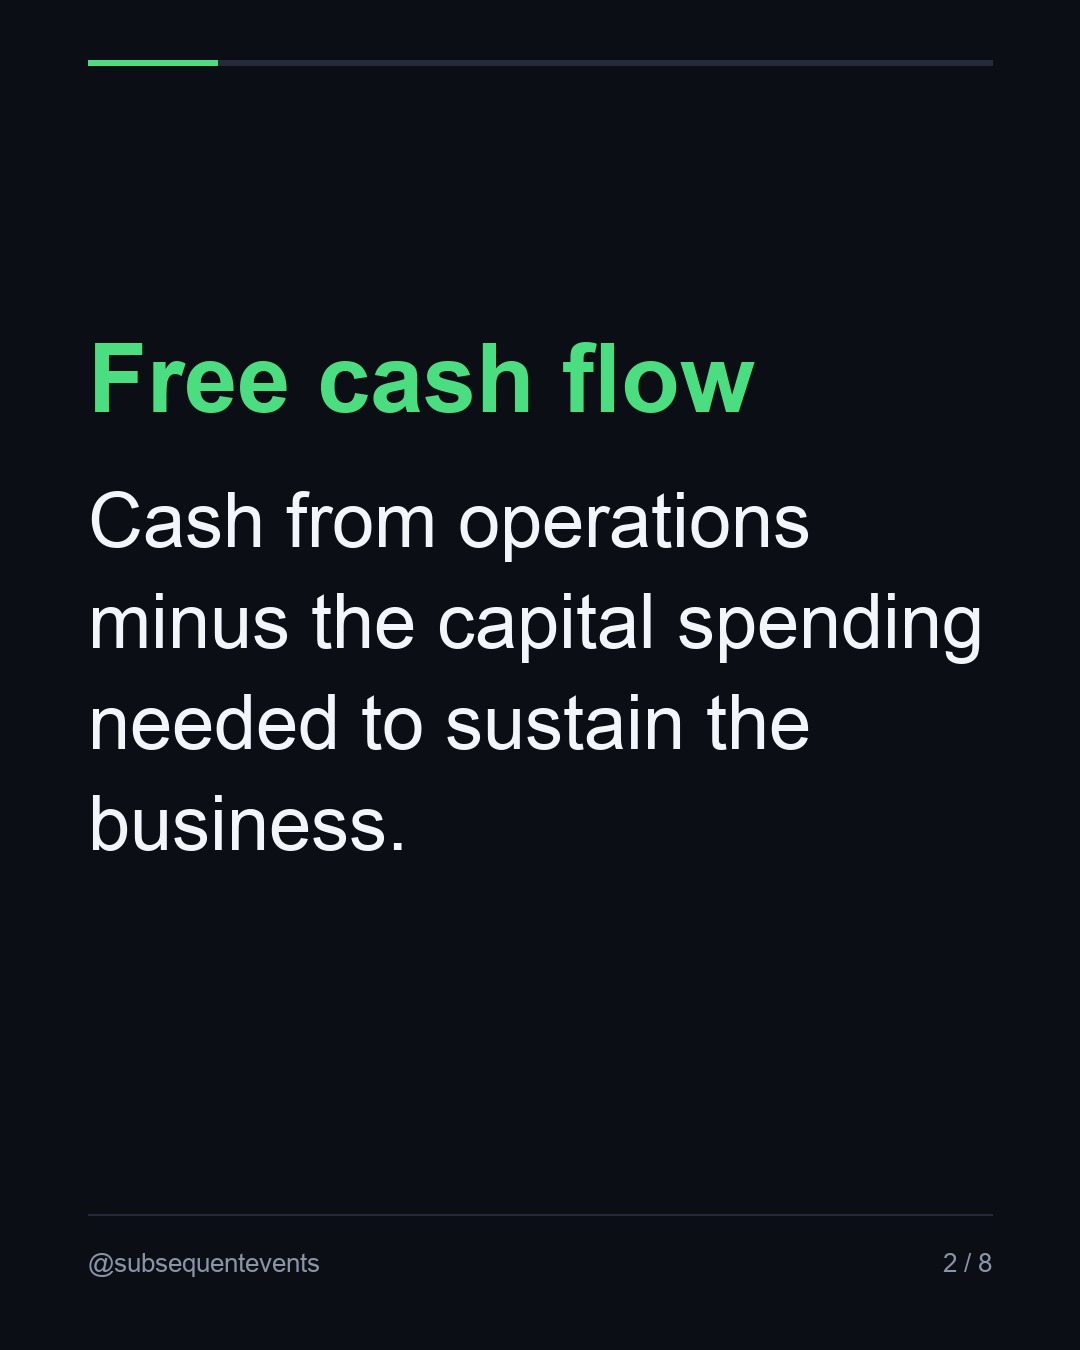 Free cash flow
Cash from operations
minus the capital spending
needed to sustain the
business.
@subsequentevents
2 / 8